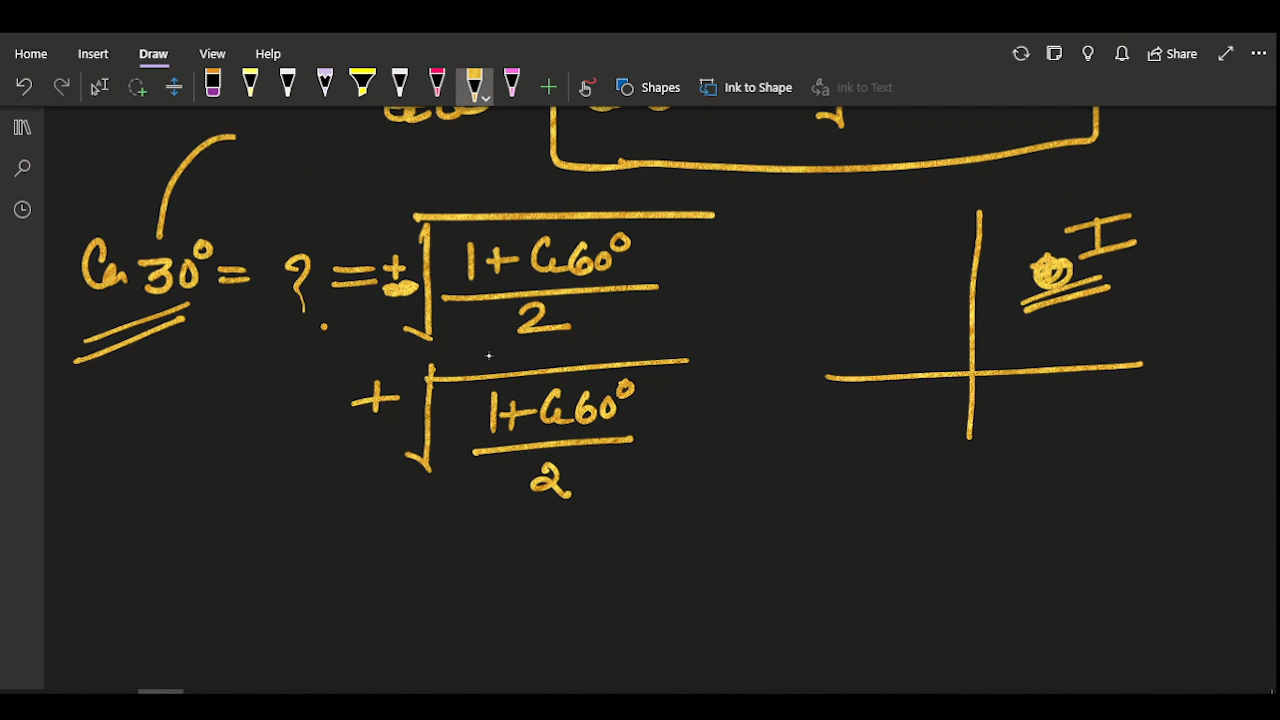 Home Insert Draw View Help Share
Shapes Ink to Shape Ink to Text
Cos 30° = ? = ± √(1 + Cos 60° / 2)
I
+ √(1 + Cos 60° / 2)